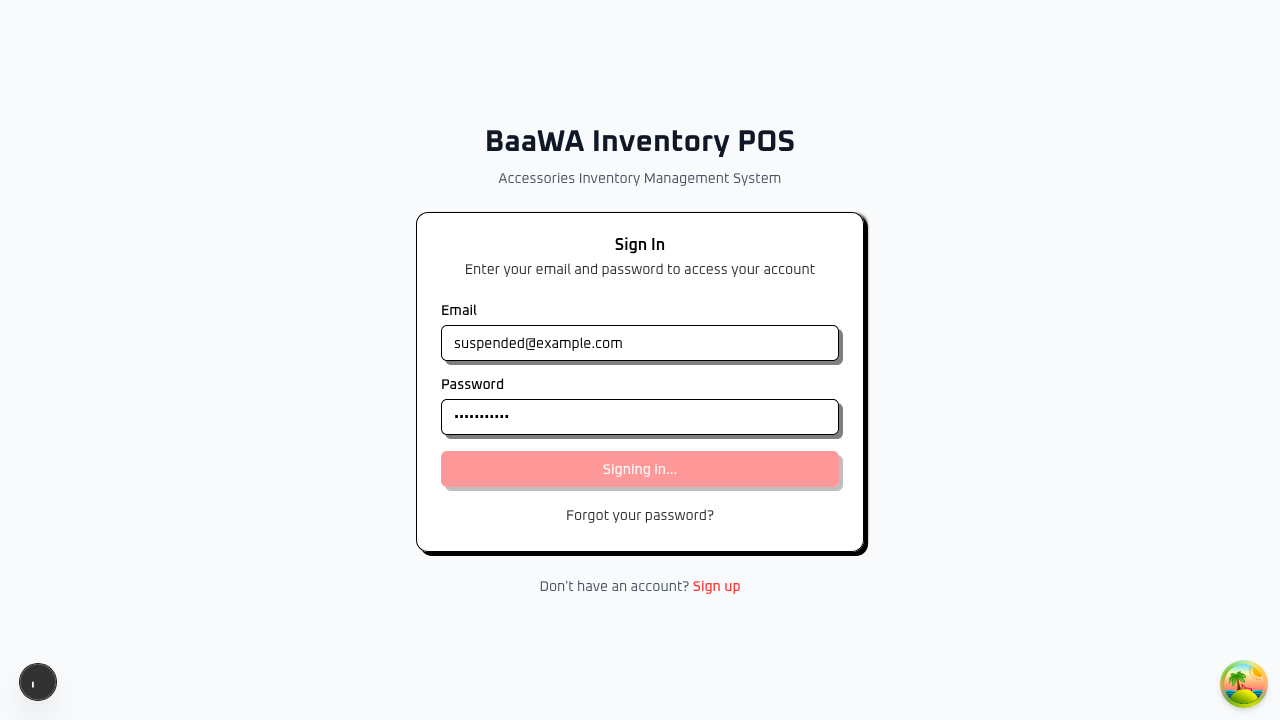 BaaWA Inventory POS
Accessories Inventory Management System
Sign In
Enter your email and password to access your account
Email
suspended@example.com
Password
•••••••••••
Signing in...
Forgot your password?
Don't have an account? Sign up